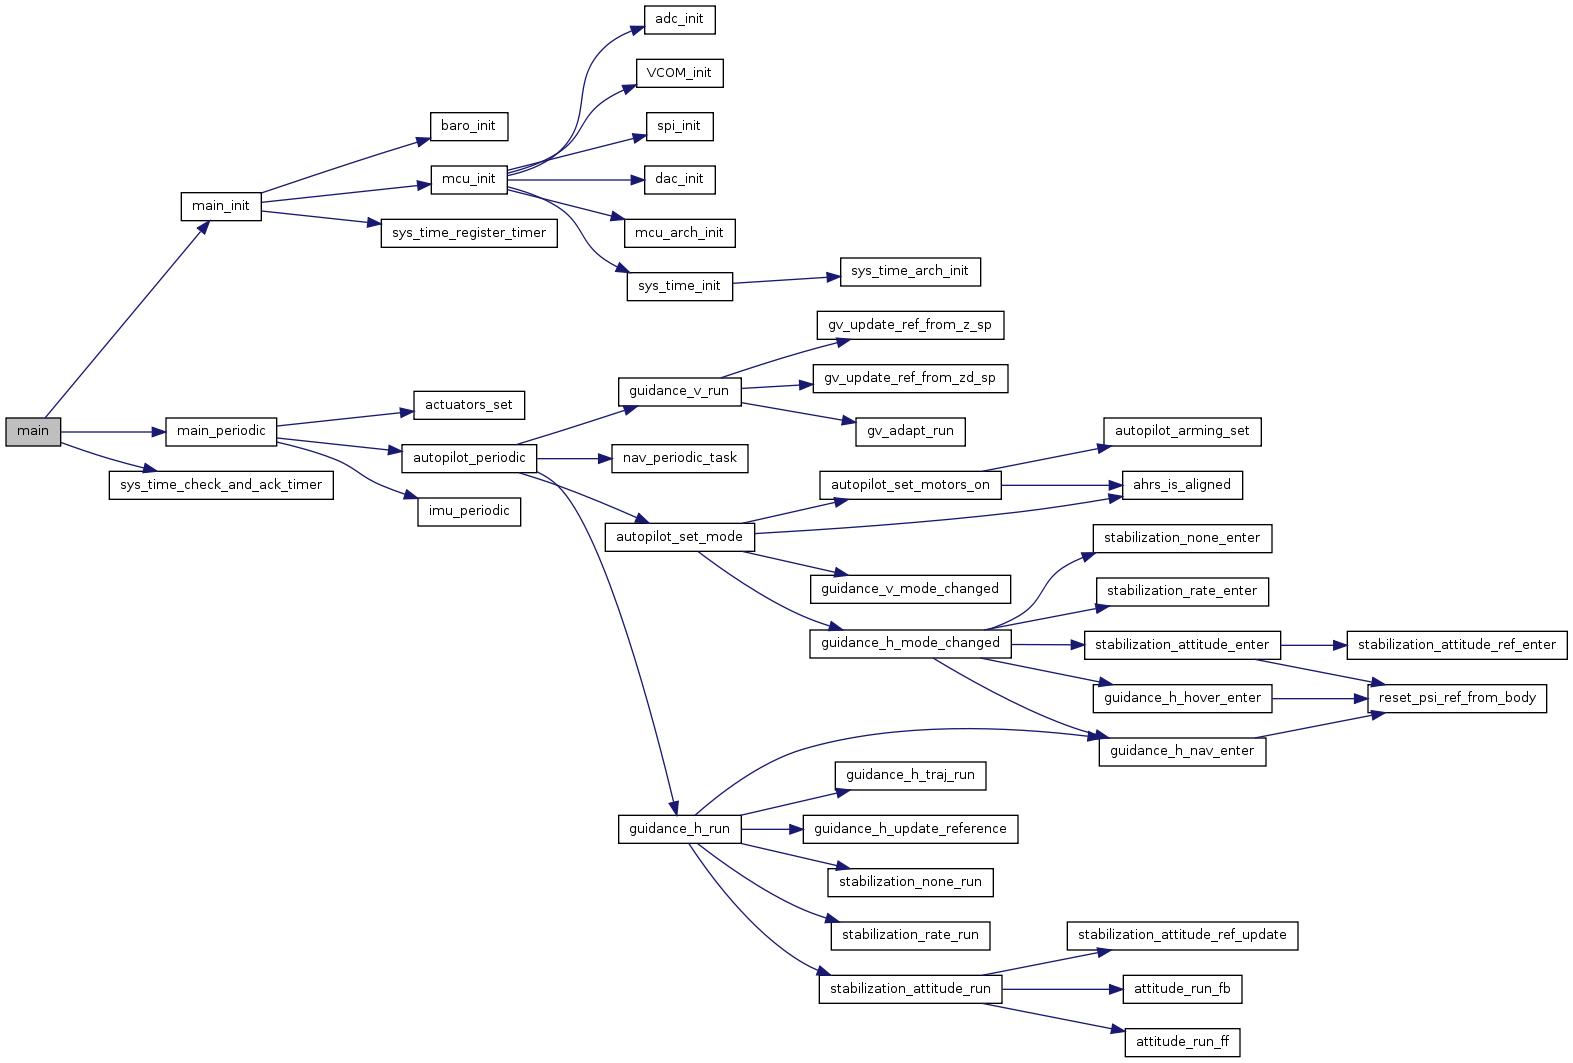 adc_init
VCOM_init
baro_init
spi_init
mcu_init
dac_init
main_init
sys_time_register_timer
mcu_arch_init
sys_time_init
sys_time_arch_init
gv_update_ref_from_z_sp
guidance_v_run
gv_update_ref_from_zd_sp
actuators_set
main
main_periodic
gv_adapt_run
autopilot_arming_set
autopilot_periodic
nav_periodic_task
sys_time_check_and_ack_timer
autopilot_set_motors_on
ahrs_is_aligned
imu_periodic
autopilot_set_mode
stabilization_none_enter
guidance_v_mode_changed
stabilization_rate_enter
guidance_h_mode_changed
stabilization_attitude_enter
stabilization_attitude_ref_enter
guidance_h_hover_enter
reset_psi_ref_from_body
guidance_h_nav_enter
guidance_h_traj_run
guidance_h_run
guidance_h_update_reference
stabilization_none_run
stabilization_rate_run
stabilization_attitude_ref_update
stabilization_attitude_run
attitude_run_fb
attitude_run_ff